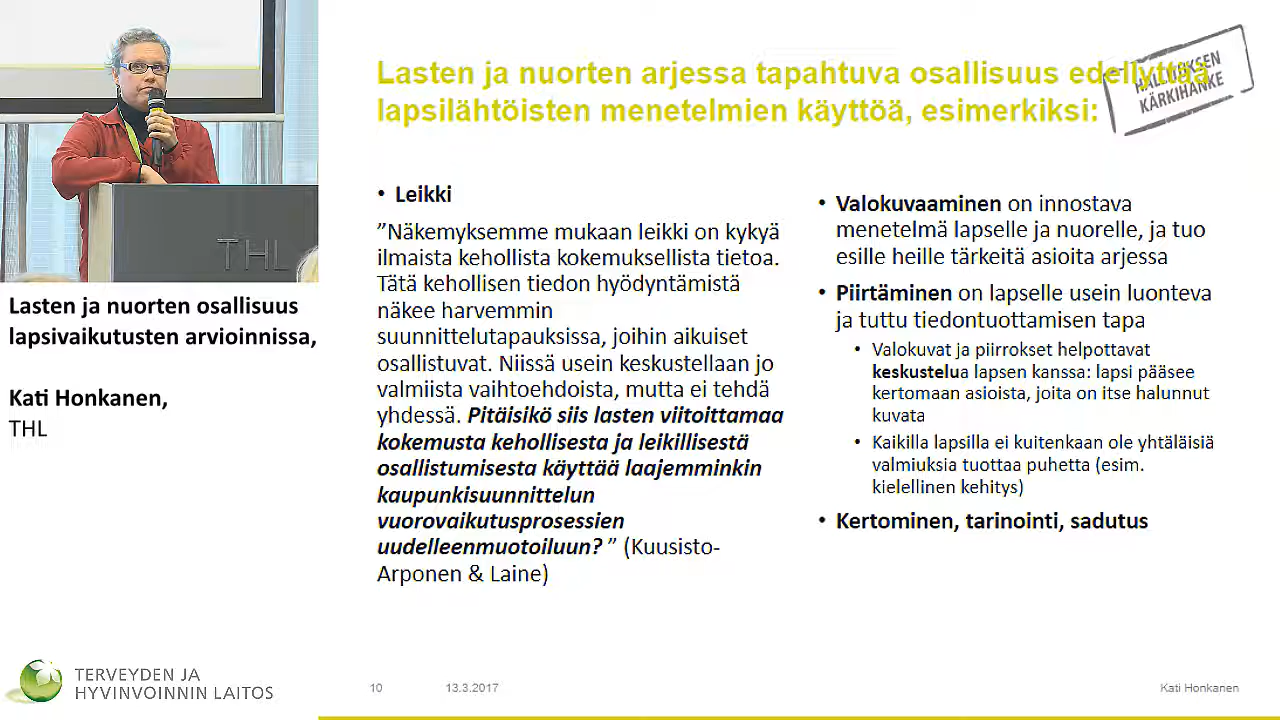 THL
Lasten ja nuorten osallisuus
lapsivaikutusten arvioinnissa,
Kati Honkanen,
THL
TERVEYDEN JA
HYVINVOINNIN LAITOS
Lasten ja nuorten arjessa tapahtuva osallisuus edellyttää
lapsilähtöisten menetelmien käyttöä, esimerkiksi:
HALLITUKSEN
KÄRKIHANKE
• Leikki
”Näkemyksemme mukaan leikki on kykyä
ilmaista kehollista kokemuksellista tietoa.
Tätä kehollisen tiedon hyödyntämistä
näkee harvemmin
suunnittelutapauksissa, joihin aikuiset
osallistuvat. Niissä usein keskustellaan jo
valmiista vaihtoehdoista, mutta ei tehdä
yhdessä. Pitäisikö siis lasten viitoittamaa
kokemusta kehollisesta ja leikillisestä
osallistumisesta käyttää laajemminkin
kaupunkisuunnittelun
vuorovaikutusprosessien
uudelleenmuotoiluun? ” (Kuusisto-
Arponen & Laine)
• Valokuvaaminen on innostava
menetelmä lapselle ja nuorelle, ja tuo
esille heille tärkeitä asioita arjessa
• Piirtäminen on lapselle usein luonteva
ja tuttu tiedontuottamisen tapa
• Valokuvat ja piirrokset helpottavat
keskustelua lapsen kanssa: lapsi pääsee
kertomaan asioista, joita on itse halunnut
kuvata
• Kaikilla lapsilla ei kuitenkaan ole yhtäläisiä
valmiuksia tuottaa puhetta (esim.
kielellinen kehitys)
• Kertominen, tarinointi, sadutus
10
13.3.2017
Kati Honkanen